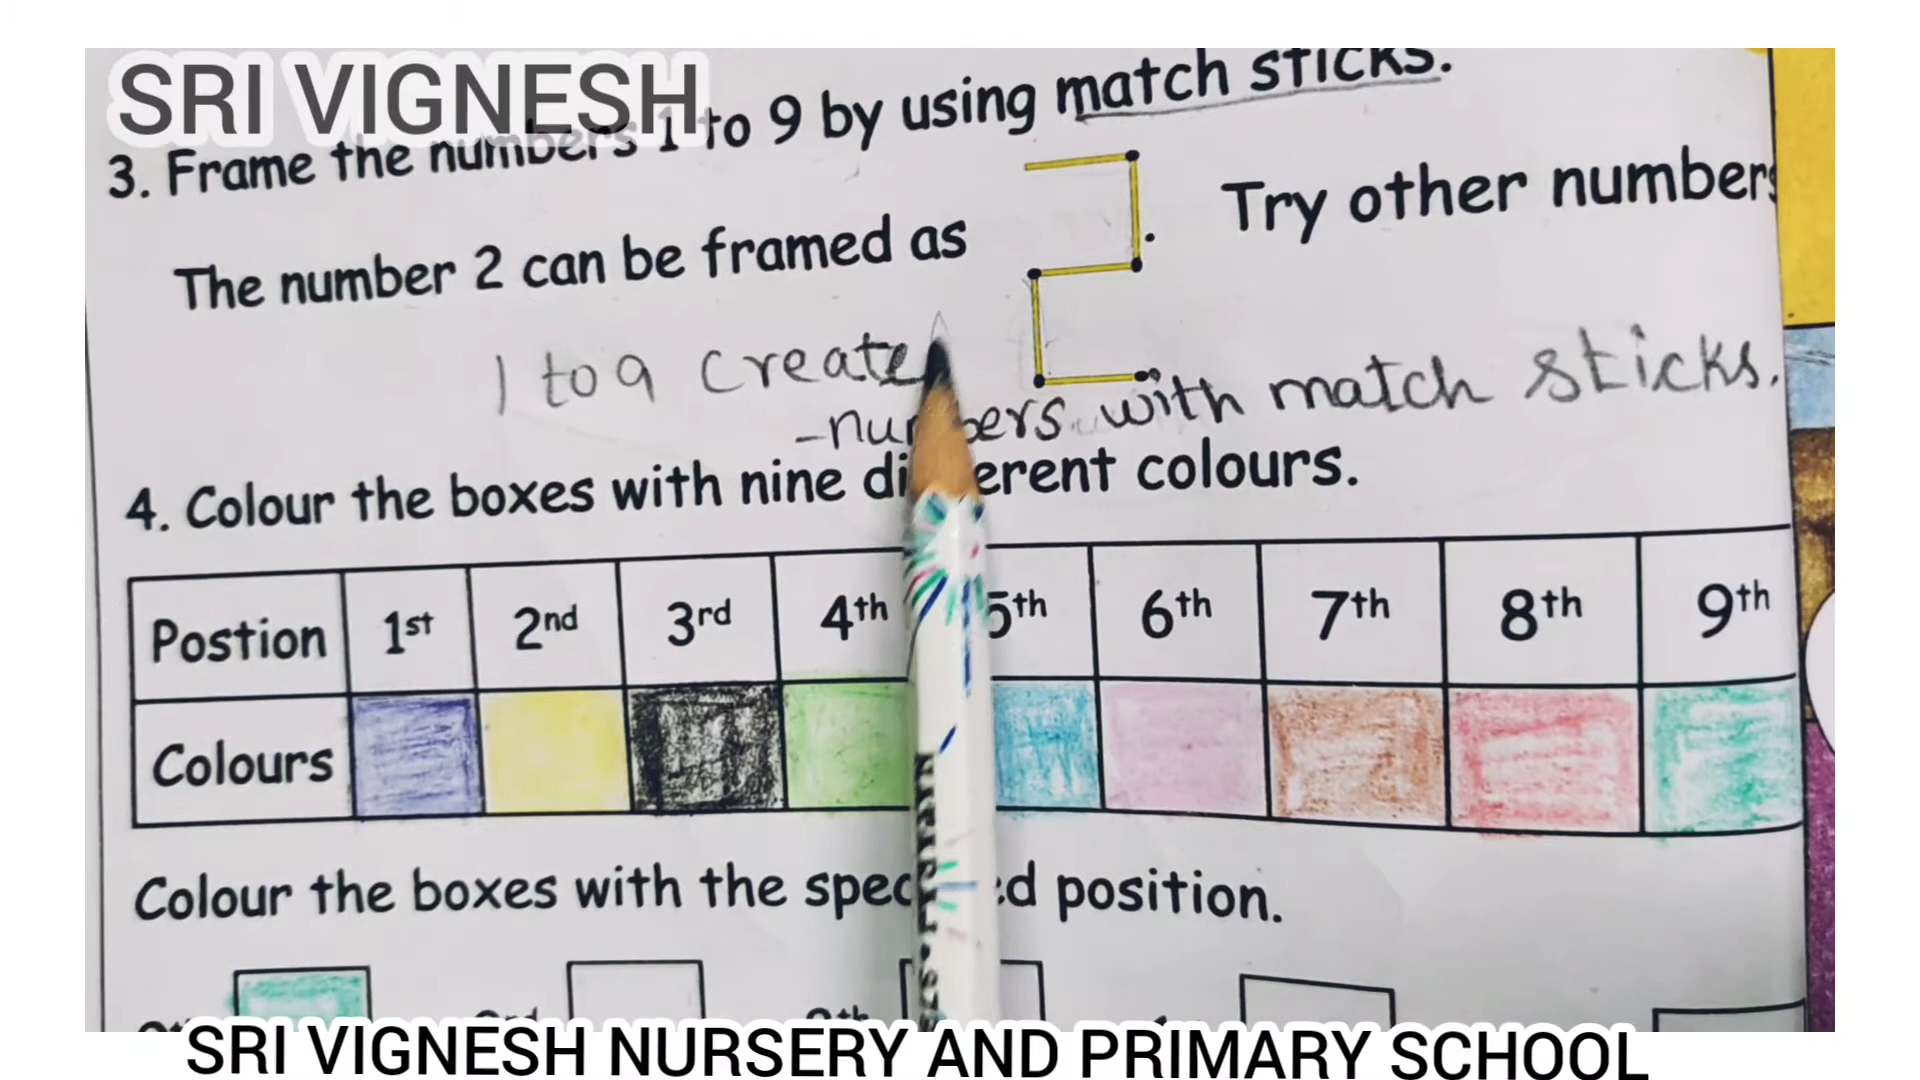 SRI VIGNESH
3. Frame the numbers 1 to 9 by using match sticks.
The number 2 can be framed as . Try other numbers
1 to 9 create
-numbers with match sticks.
4. Colour the boxes with nine different colours.
Postion 1st 2nd 3rd 4th 5th 6th 7th 8th 9th
Colours
Colour the boxes with the specified position.
SRI VIGNESH NURSERY AND PRIMARY SCHOOL